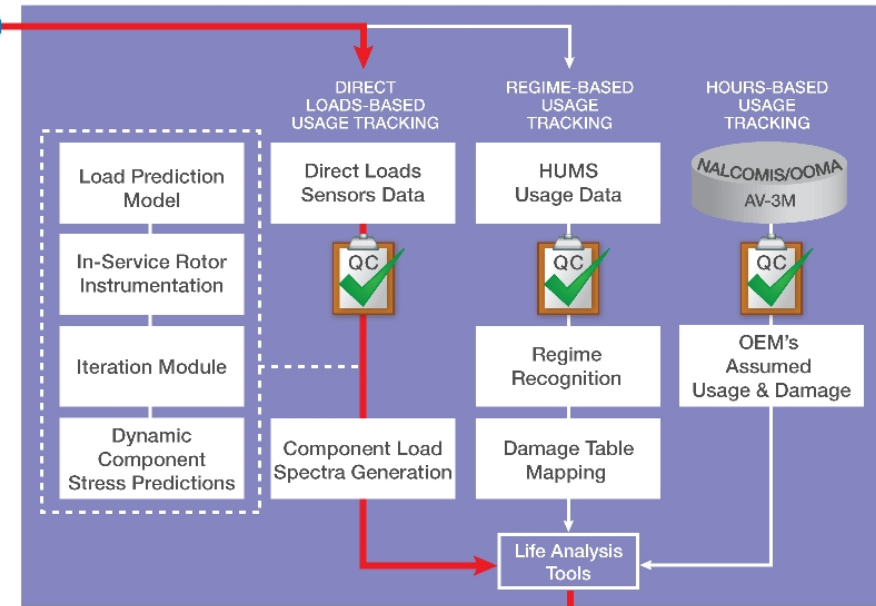 DIRECT
LOADS-BASED
USAGE TRACKING
REGIME-BASED
USAGE
TRACKING
HOURS-BASED
USAGE
TRACKING
Load Prediction
Model
In-Service Rotor
Instrumentation
Iteration Module
Dynamic
Component
Stress Predictions
Direct Loads
Sensors Data
QC
Component Load
Spectra Generation
HUMS
Usage Data
QC
Regime
Recognition
Damage Table
Mapping
NALCOMIS/OOMA
AV-3M
QC
OEM's
Assumed
Usage & Damage
Life Analysis
Tools